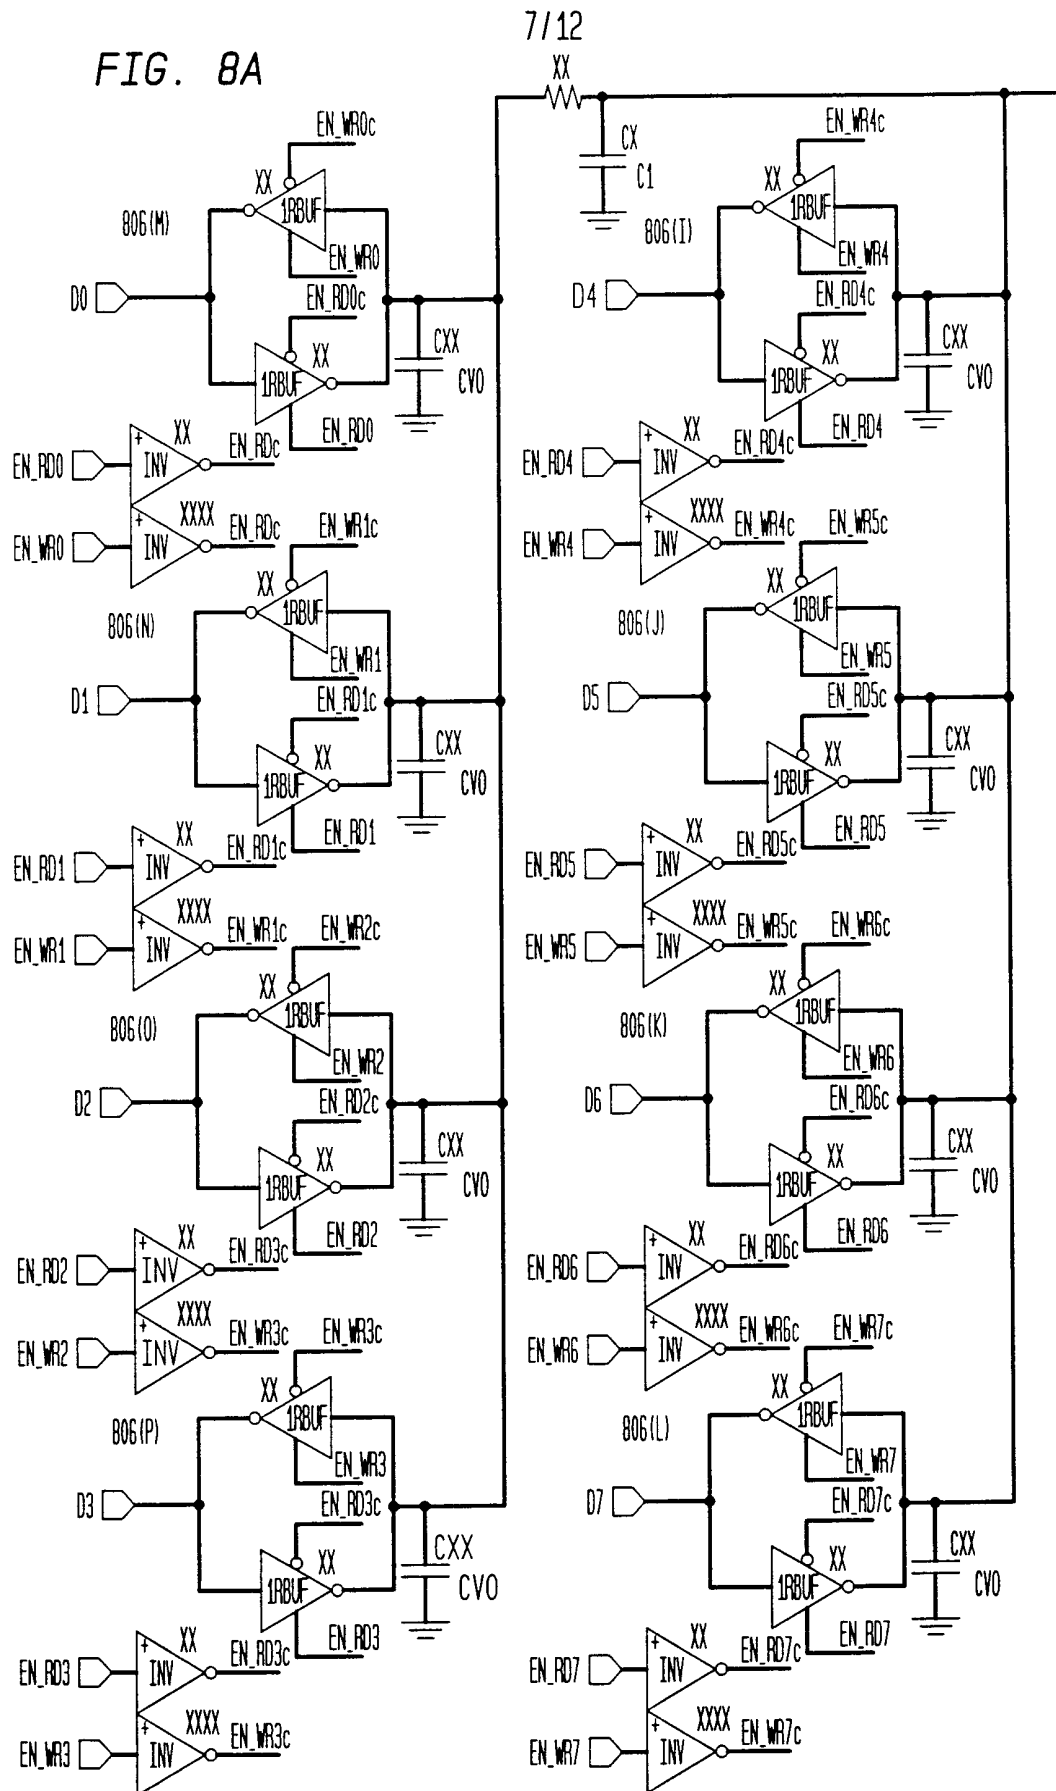 7/12
FIG. 8A
XX
CX
C1
EN_WR0c
XX
1RBUF
806(M)
EN_WR0
D0
EN_RD0c
XX
1RBUF
CXX
CV0
EN_RD0
EN_RD0
XX
+
INV
EN_RDc
EN_WR0
XXXX
+
INV
EN_RDc
EN_WR1c
XX
1RBUF
806(N)
EN_WR1
D1
EN_RD1c
XX
1RBUF
CXX
CV0
EN_RD1
EN_RD1
XX
+
INV
EN_RD1c
EN_WR1
XXXX
+
INV
EN_WR1c
EN_WR2c
XX
1RBUF
806(O)
EN_WR2
D2
EN_RD2c
XX
1RBUF
CXX
CV0
EN_RD2
EN_RD2
XX
+
INV
EN_RD3c
EN_WR2
XXXX
+
INV
EN_WR3c
EN_WR3c
XX
1RBUF
806(P)
EN_WR3
D3
EN_RD3c
XX
1RBUF
CXX
CV0
EN_RD3
EN_RD3
XX
+
INV
EN_RD3c
EN_WR3
XXXX
+
INV
EN_WR3c
EN_WR4c
XX
1RBUF
806(I)
EN_WR4
D4
EN_RD4c
XX
1RBUF
CXX
CV0
EN_RD4
EN_RD4
XX
+
INV
EN_RD4c
EN_WR4
XXXX
+
INV
EN_WR4c
EN_WR5c
XX
1RBUF
806(J)
EN_WR5
D5
EN_RD5c
XX
1RBUF
CXX
CV0
EN_RD5
EN_RD5
XX
+
INV
EN_RD5c
EN_WR5
XXXX
+
INV
EN_WR5c
EN_WR6c
XX
1RBUF
806(K)
EN_WR6
D6
EN_RD6c
XX
1RBUF
CXX
CV0
EN_RD6
EN_RD6
XX
+
INV
EN_RD6c
EN_WR6
XXXX
+
INV
EN_WR6c
EN_WR7c
XX
1RBUF
806(L)
EN_WR7
D7
EN_RD7c
XX
1RBUF
CXX
CV0
EN_RD7
EN_RD7
XX
+
INV
EN_RD7c
EN_WR7
XXXX
+
INV
EN_WR7c